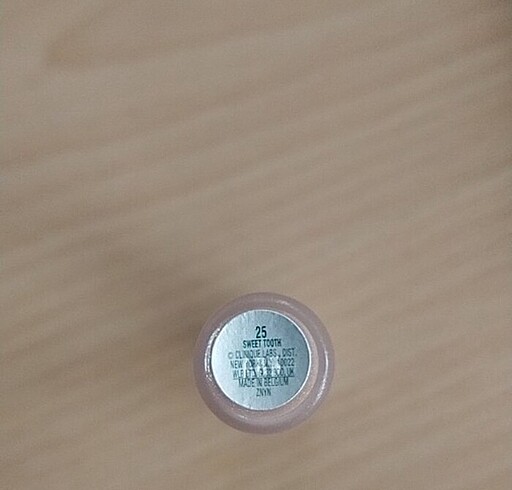 25
SWEET TOOTH
© CLINIQUE LABS., DIST.
NEW YORK, N.Y. 10022
MADE IN BELGIUM
ZNYN